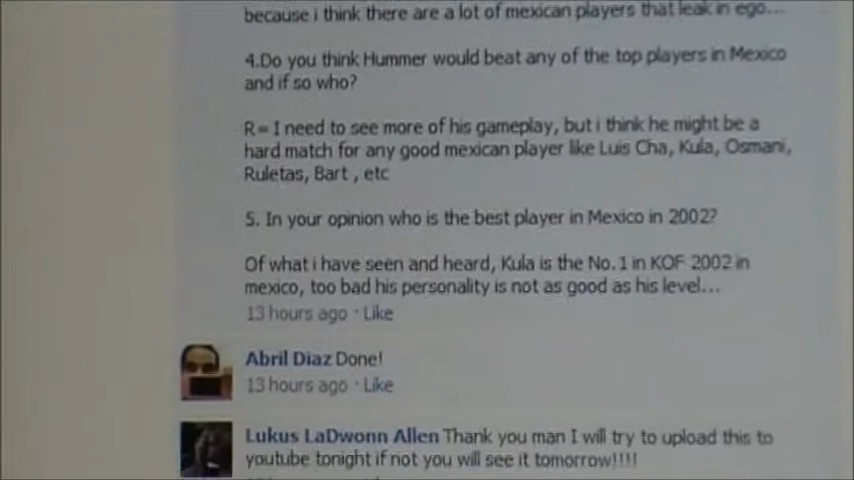 because i think there are a lot of mexican players that leak in ego...
4.Do you think Hummer would beat any of the top players in Mexico
and if so who?
R= I need to see more of his gameplay, but i think he might be a
hard match for any good mexican player like Luis Cha, Kula, Osmani,
Ruletas, Bart , etc
5. In your opinion who is the best player in Mexico in 2002?
Of what i have seen and heard, Kula is the No.1 in KOF 2002 in
mexico, too bad his personality is not as good as his level...
13 hours ago · Like
Abril Diaz Done!
13 hours ago · Like
Lukus LaDwonn Allen Thank you man I will try to upload this to
youtube tonight if not you will see it tomorrow!!!!